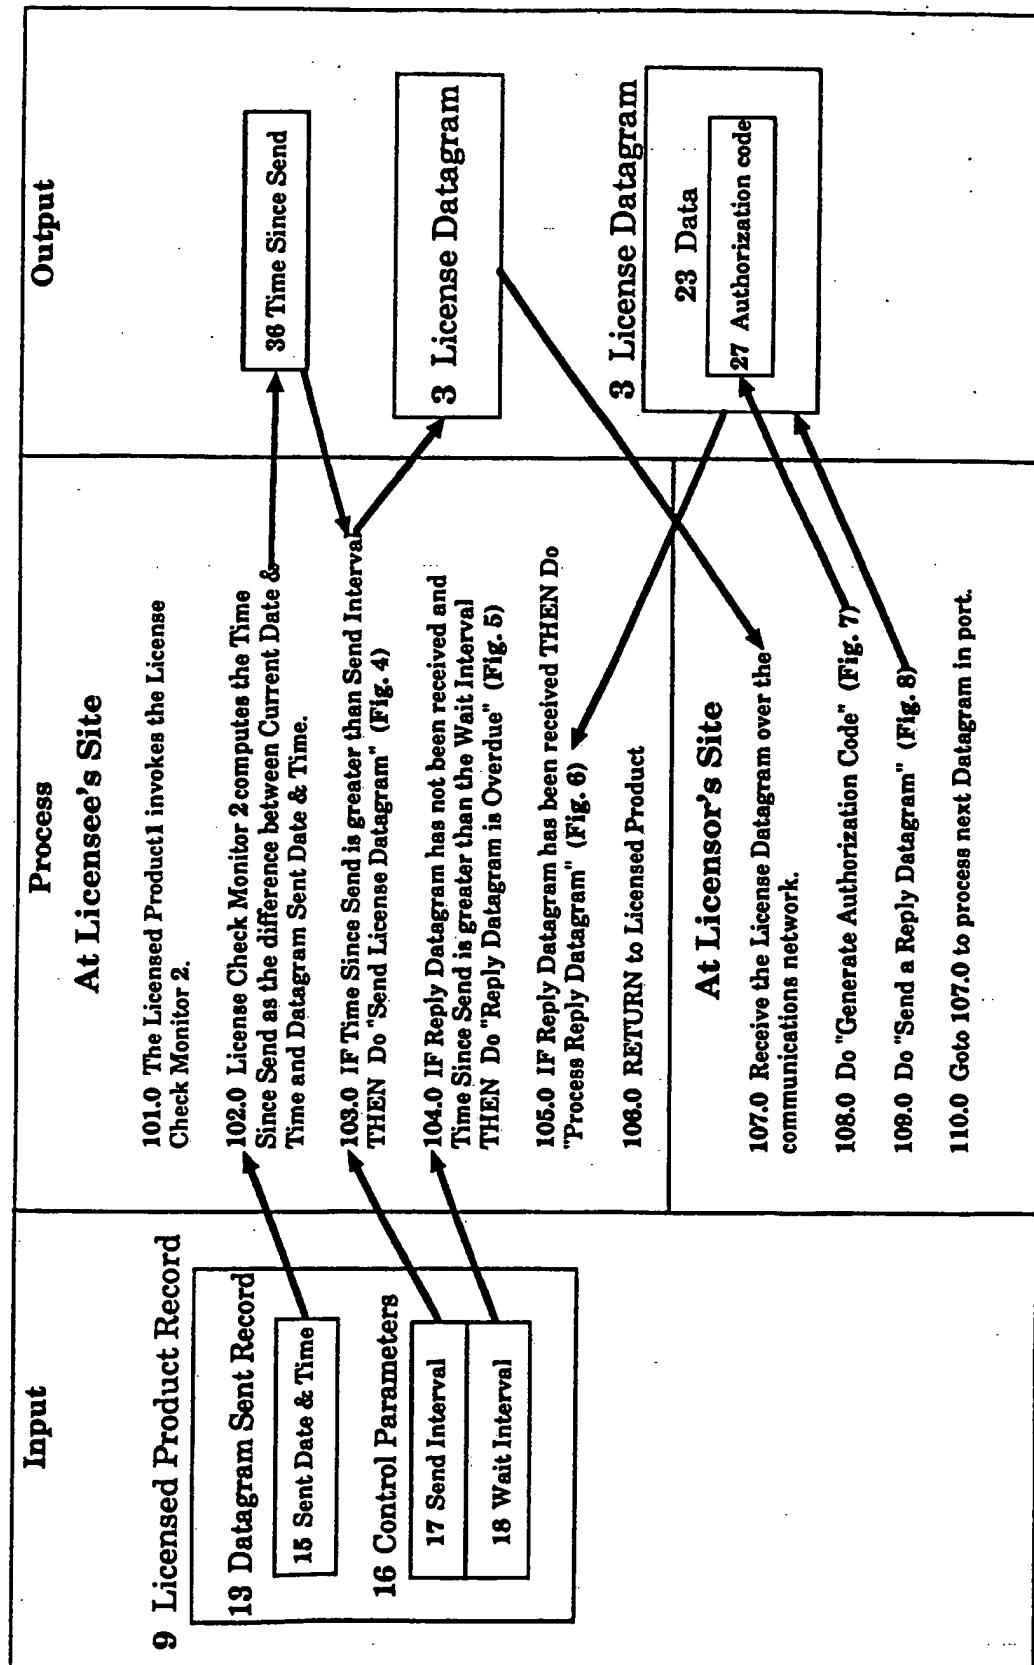 Input
9 Licensed Product Record
13 Datagram Sent Record
15 Sent Date & Time
16 Control Parameters
17 Send Interval
18 Wait Interval
Process
At Licensee's Site
101.0 The Licensed Product1 invokes the License
Check Monitor 2.
102.0 License Check Monitor 2 computes the Time
Since Send as the difference between Current Date &
Time and Datagram Sent Date & Time.
103.0 IF Time Since Send is greater than Send Interval
THEN Do "Send License Datagram" (Fig. 4)
104.0 IF Reply Datagram has not been received and
Time Since Send is greater than the Wait Interval
THEN Do "Reply Datagram is Overdue" (Fig. 5)
105.0 IF Reply Datagram has been received THEN Do
"Process Reply Datagram" (Fig. 6)
106.0 RETURN to Licensed Product
At Licensor's Site
107.0 Receive the License Datagram over the
communications network.
108.0 Do "Generate Authorization Code" (Fig. 7)
109.0 Do "Send a Reply Datagram" (Fig. 8)
110.0 Goto 107.0 to process next Datagram in port.
Output
36 Time Since Send
3 License Datagram
3 License Datagram
23 Data
27 Authorization code